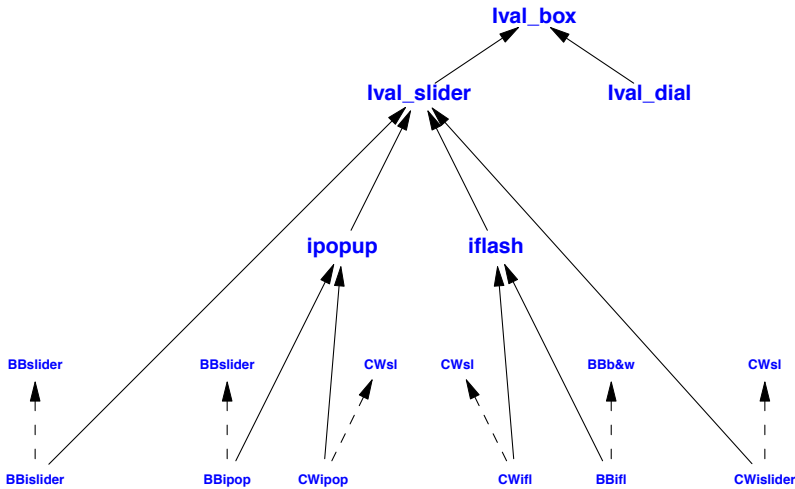 Ival_box
Ival_slider
Ival_dial
ipopup
iflash
BBslider
BBslider
CWsl
CWsl
BBb&w
CWsl
BBislider
BBipop
CWipop
CWifl
BBifl
CWislider